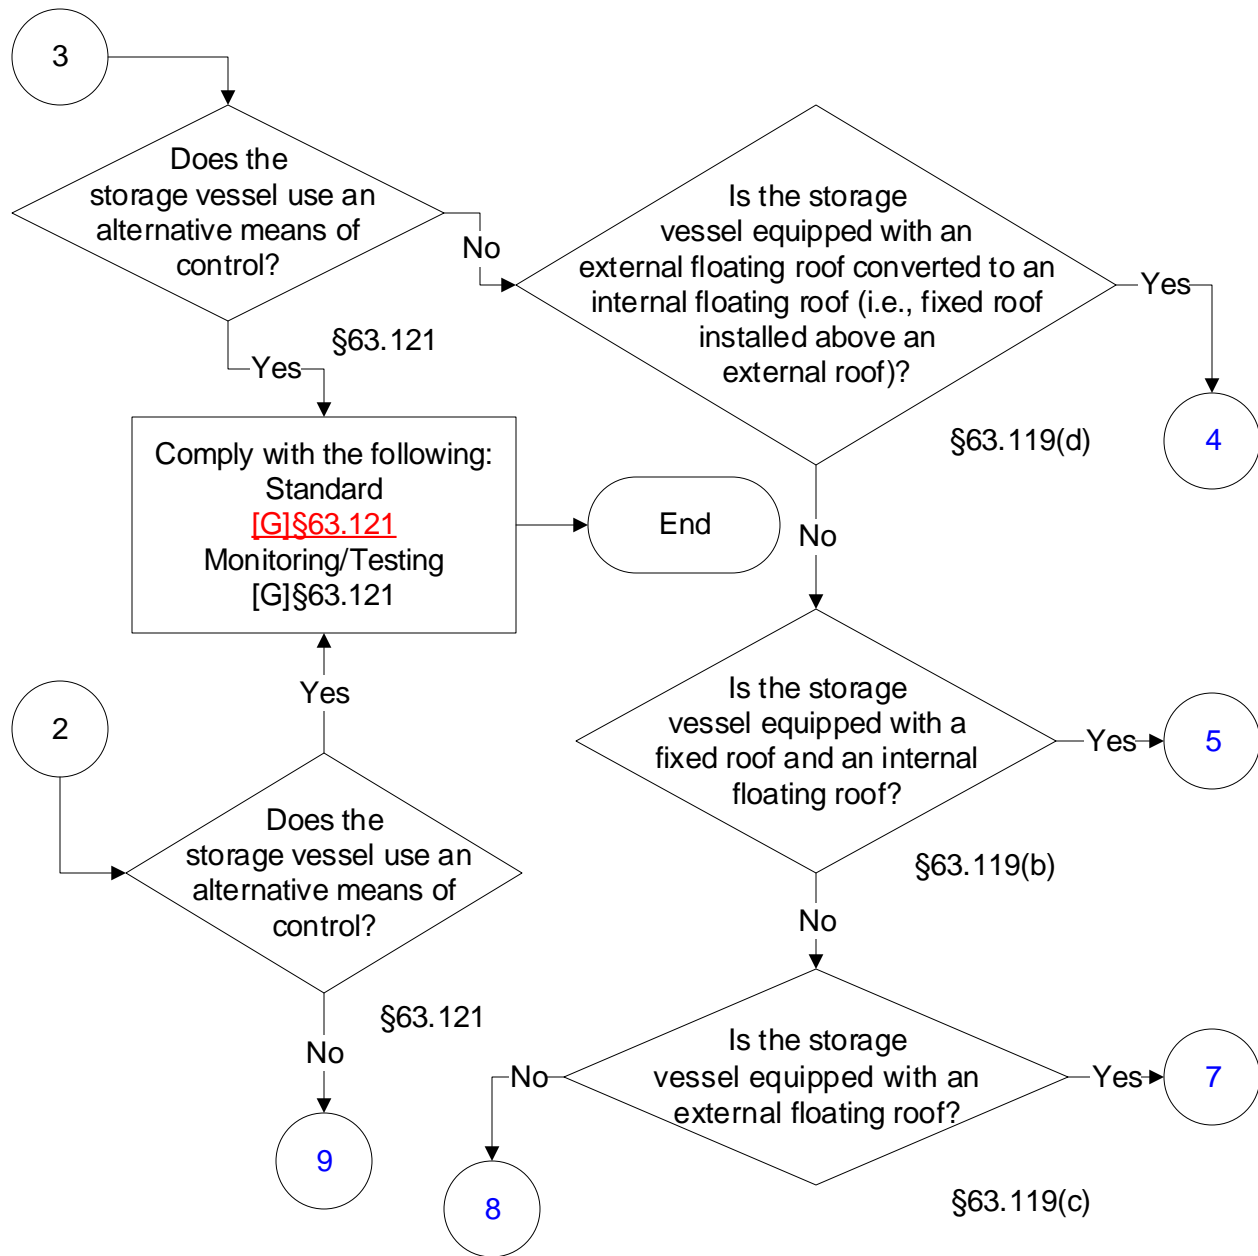 3
Does the
storage vessel use an
alternative means of
control?
No
Yes
§63.121
Is the storage
vessel equipped with an
external floating roof converted to an
internal floating roof (i.e., fixed roof
installed above an
external roof)?
Yes
§63.119(d)
4
No
Comply with the following:
Standard
[G]§63.121
Monitoring/Testing
[G]§63.121
End
Yes
2
Does the
storage vessel use an
alternative means of
control?
§63.121
No
9
Is the storage
vessel equipped with a
fixed roof and an internal
floating roof?
Yes
5
§63.119(b)
No
Is the storage
vessel equipped with an
external floating roof?
Yes
7
No
8
§63.119(c)